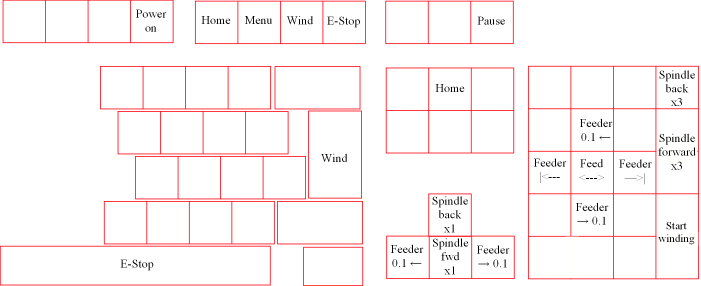 Power
on
Home Menu Wind E-Stop
Pause
Home
Spindle
back
x3
Feeder
0.1 ←
Spindle
forward
x3
Wind
Feeder
|<---
Feed
<--->
Feeder
--->|
Feeder
→ 0.1
Start
winding
Spindle
back
x1
Feeder
0.1 ←
Spindle
fwd
x1
Feeder
→ 0.1
E-Stop